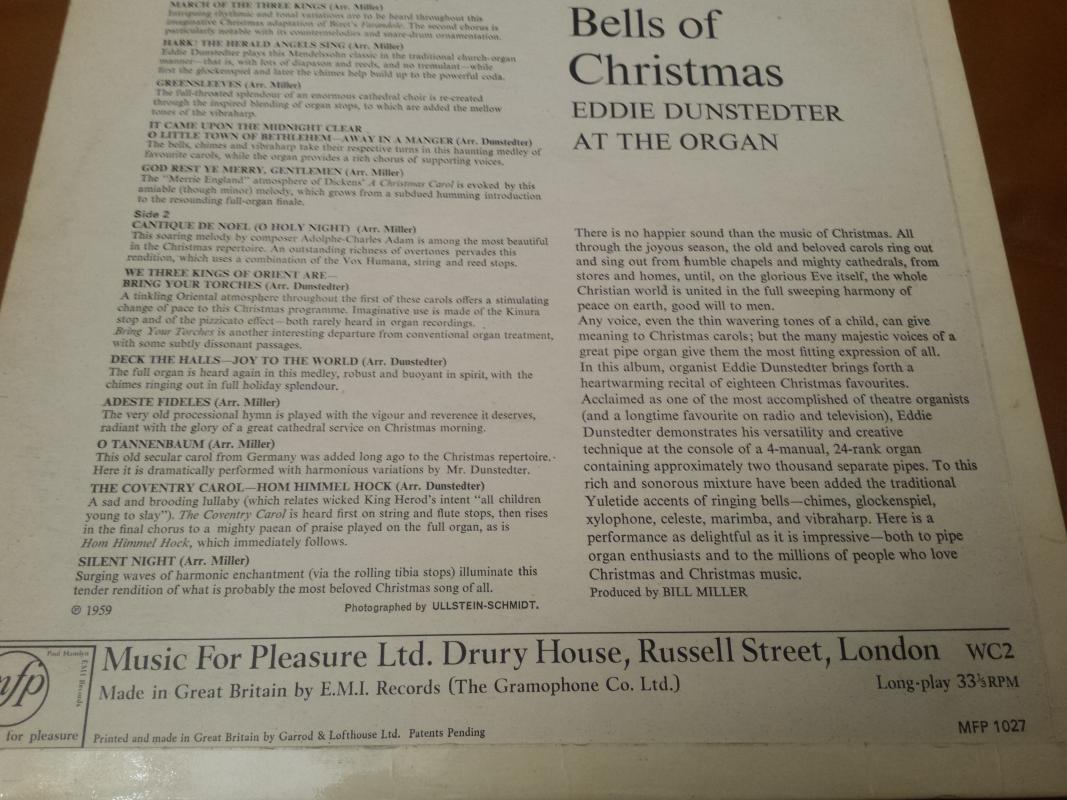 MARCH OF THE THREE KINGS (Arr. Miller)
Intriguing rhythmic and tonal variations are to be heard throughout this
imaginative Christmas adaptation of Bizet's Farandole. The second chorus is
particularly notable with its countermelodies and snare-drum ornamentation.
HARK! THE HERALD ANGELS SING (Arr. Miller)
Eddie Dunstedter plays this Mendelssohn classic in the traditional church-organ
manner—that is, with lots of diapason and reeds, and no tremulant—while
first the glockenspiel and later the chimes help build up to the powerful coda.
GREENSLEEVES (Arr. Miller)
The full-throated splendour of an enormous cathedral choir is re-created
through the inspired blending of organ stops, to which are added the mellow
tones of the vibraharp.
IT CAME UPON THE MIDNIGHT CLEAR
O LITTLE TOWN OF BETHLEHEM—AWAY IN A MANGER (Arr. Dunstedter)
The bells, chimes and vibraharp take their respective turns in this haunting medley of
favourite carols, while the organ provides a rich chorus of supporting voices.
GOD REST YE MERRY, GENTLEMEN (Arr. Miller)
The "Merrie England" atmosphere of Dickens' A Christmas Carol is evoked by this
amiable (though minor) melody, which grows from a subdued humming introduction
to the resounding full-organ finale.
Side 2
CANTIQUE DE NOEL (O HOLY NIGHT) (Arr. Miller)
This soaring melody by composer Adolphe-Charles Adam is among the most beautiful
in the Christmas repertoire. An outstanding richness of overtones pervades this
rendition, which uses a combination of the Vox Humana, string and reed stops.
WE THREE KINGS OF ORIENT ARE—
BRING YOUR TORCHES (Arr. Dunstedter)
A tinkling Oriental atmosphere throughout the first of these carols offers a stimulating
change of pace to this Christmas programme. Imaginative use is made of the Kinura
stop and of the pizzicato effect—both rarely heard in organ recordings.
Bring Your Torches is another interesting departure from conventional organ treatment,
with some subtly dissonant passages.
DECK THE HALLS—JOY TO THE WORLD (Arr. Dunstedter)
The full organ is heard again in this medley, robust and buoyant in spirit, with the
chimes ringing out in full holiday splendour.
ADESTE FIDELES (Arr. Miller)
The very old processional hymn is played with the vigour and reverence it deserves,
radiant with the glory of a great cathedral service on Christmas morning.
O TANNENBAUM (Arr. Miller)
This old secular carol from Germany was added long ago to the Christmas repertoire.
Here it is dramatically performed with harmonious variations by Mr. Dunstedter.
THE COVENTRY CAROL—HOM HIMMEL HOCK (Arr. Dunstedter)
A sad and brooding lullaby (which relates wicked King Herod's intent "all children
young to slay"). The Coventry Carol is heard first on string and flute stops, then rises
in the final chorus to a mighty paean of praise played on the full organ, as is
Hom Himmel Hock, which immediately follows.
SILENT NIGHT (Arr. Miller)
Surging waves of harmonic enchantment (via the rolling tibia stops) illuminate this
tender rendition of what is probably the most beloved Christmas song of all.
℗ 1959
Photographed by ULLSTEIN-SCHMIDT.
Bells of
Christmas
EDDIE DUNSTEDTER
AT THE ORGAN
There is no happier sound than the music of Christmas. All
through the joyous season, the old and beloved carols ring out
and sing out from humble chapels and mighty cathedrals, from
stores and homes, until, on the glorious Eve itself, the whole
Christian world is united in the full sweeping harmony of
peace on earth, good will to men.
Any voice, even the thin wavering tones of a child, can give
meaning to Christmas carols; but the many majestic voices of a
great pipe organ give them the most fitting expression of all.
In this album, organist Eddie Dunstedter brings forth a
heartwarming recital of eighteen Christmas favourites.
Acclaimed as one of the most accomplished of theatre organists
(and a longtime favourite on radio and television), Eddie
Dunstedter demonstrates his versatility and creative
technique at the console of a 4-manual, 24-rank organ
containing approximately two thousand separate pipes. To this
rich and sonorous mixture have been added the traditional
Yuletide accents of ringing bells—chimes, glockenspiel,
xylophone, celeste, marimba, and vibraharp. Here is a
performance as delightful as it is impressive—both to pipe
organ enthusiasts and to the millions of people who love
Christmas and Christmas music.
Produced by BILL MILLER
Paul Hamlyn
EMI Records
mfp
for pleasure
Music For Pleasure Ltd. Drury House, Russell Street, London WC2
Made in Great Britain by E.M.I. Records (The Gramophone Co. Ltd.)
Long-play 33⅓RPM
Printed and made in Great Britain by Garrod & Lofthouse Ltd. Patents Pending
MFP 1027